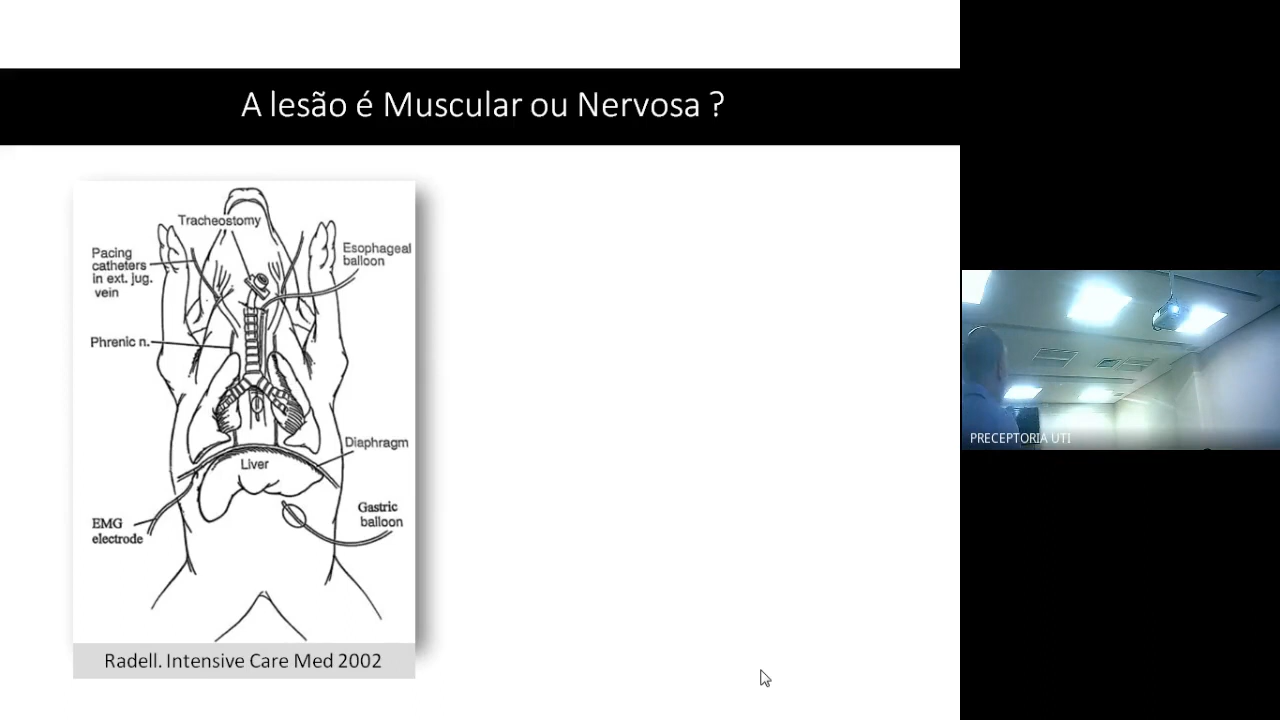 A lesão é Muscular ou Nervosa ?
Tracheostomy
Pacing
catheters
in ext. jug.
vein
Esophageal
balloon
Phrenic n.
Diaphragm
Liver
EMG
electrode
Gastric
balloon
Radell. Intensive Care Med 2002
PRECEPTORIA UTI